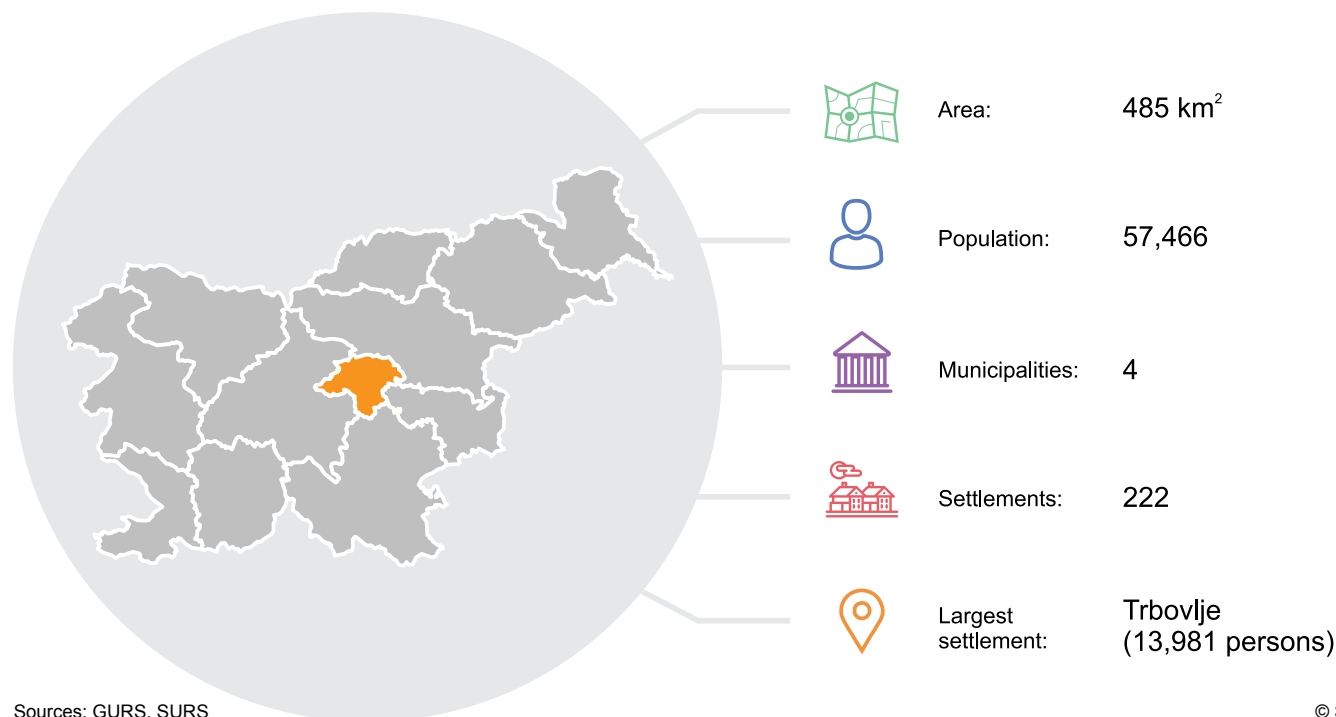 Area: 485 km²
Population: 57,466
Municipalities: 4
Settlements: 222
Largest
settlement:
Trbovlje
(13,981 persons)
Sources: GURS, SURS
©